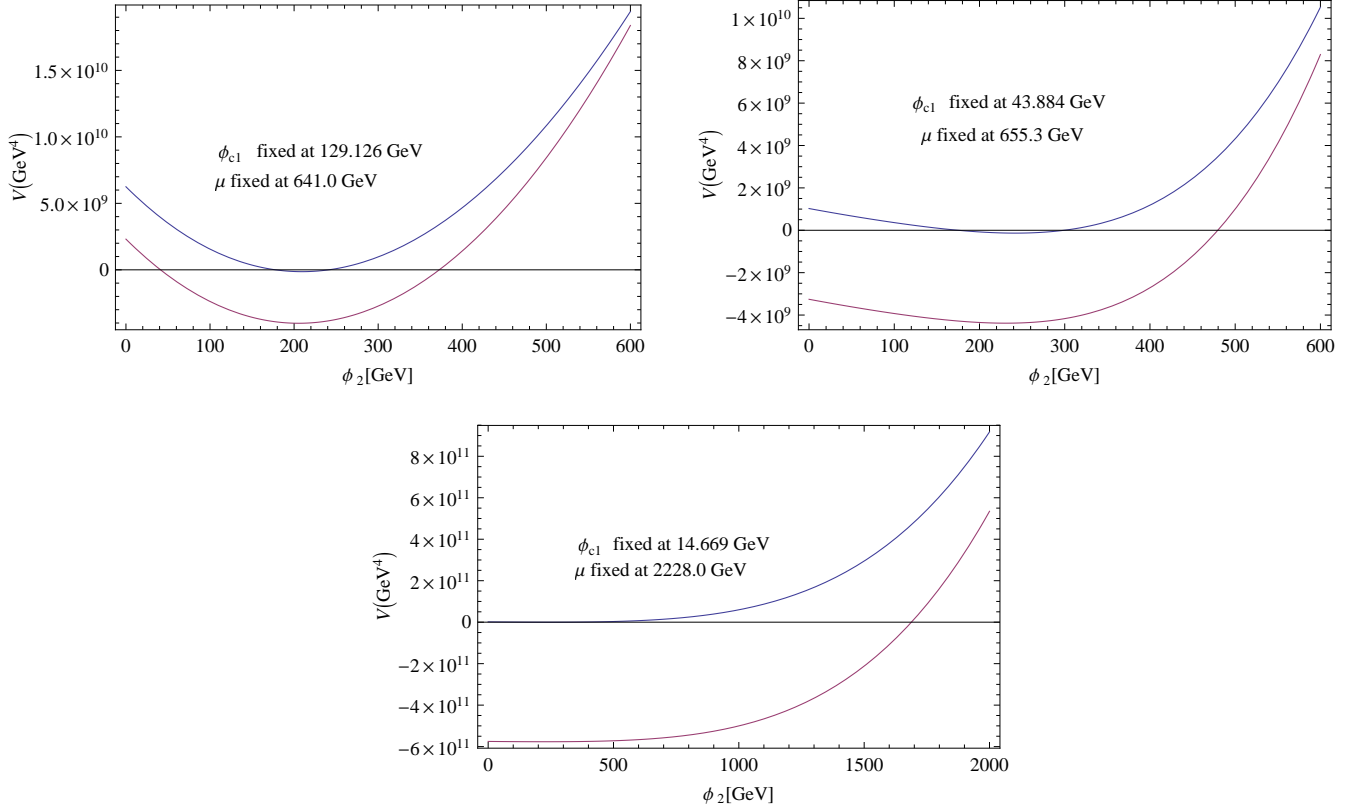 1.5×10¹⁰
1.0×10¹⁰
5.0×10⁹
0
V(GeV⁴)
ϕc1 fixed at 129.126 GeV
μ fixed at 641.0 GeV
0 100 200 300 400 500 600
ϕ 2[GeV]
1×10¹⁰
8×10⁹
6×10⁹
4×10⁹
2×10⁹
0
−2×10⁹
−4×10⁹
V(GeV⁴)
ϕc1 fixed at 43.884 GeV
μ fixed at 655.3 GeV
0 100 200 300 400 500 600
ϕ 2[GeV]
8×10¹¹
6×10¹¹
4×10¹¹
2×10¹¹
0
−2×10¹¹
−4×10¹¹
−6×10¹¹
V(GeV⁴)
ϕc1 fixed at 14.669 GeV
μ fixed at 2228.0 GeV
0 500 1000 1500 2000
ϕ 2[GeV]